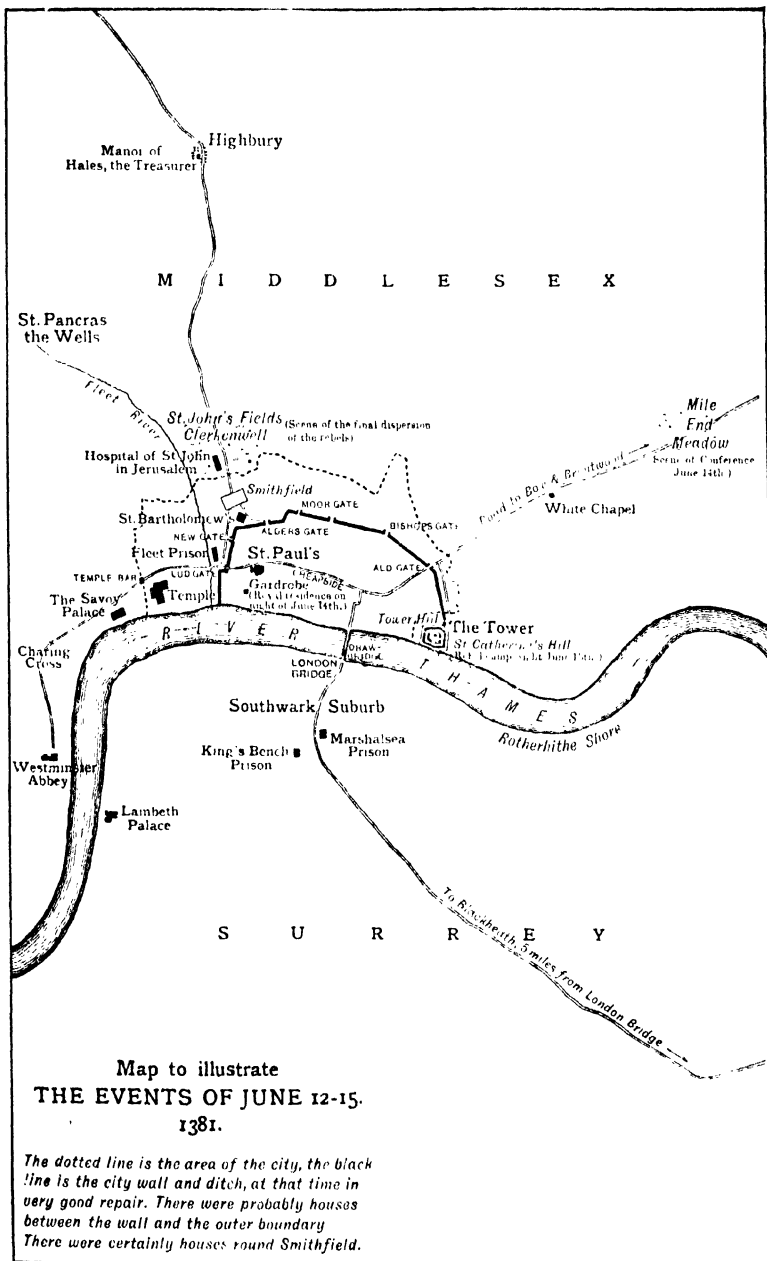 Highbury
Manor of
Hales, the Treasurer
M I D D L E S E X
St. Pancras
the Wells
Fleet River
St. John's Fields
Clerkenwell
(Scene of the final dispersion
of the rebels)
Mile
End
Meadow
(Scene of Conference
June 14th.)
Hospital of St John
in Jerusalem
Smithfield
Road to Bow & Brentwood
White Chapel
St. Bartholomew's
MOOR GATE
ALDERS GATE
BISHOPS GATE
NEW GATE
Fleet Prison
St. Paul's
ALD GATE
TEMPLE BAR
LUD GATE
CHEAPSIDE
Gardrobe
(Royal residence on
night of June 14th.)
The Savoy
Palace
Temple
Tower Hill
The Tower
St Catherine's Hill
Charing
Cross
RIVER THAMES
LONDON
BRIDGE
DRAW
BRIDGE
Southwark Suburb
Rotherhithe Shore
Marshalsea
Prison
King's Bench
Prison
Westminster
Abbey
Lambeth
Palace
To Blackheath, 5 miles from London Bridge
S U R R E Y
Map to illustrate
THE EVENTS OF JUNE 12-15.
1381.
The dotted line is the area of the city, the black
line is the city wall and ditch, at that time in
very good repair. There were probably houses
between the wall and the outer boundary
There were certainly houses round Smithfield.